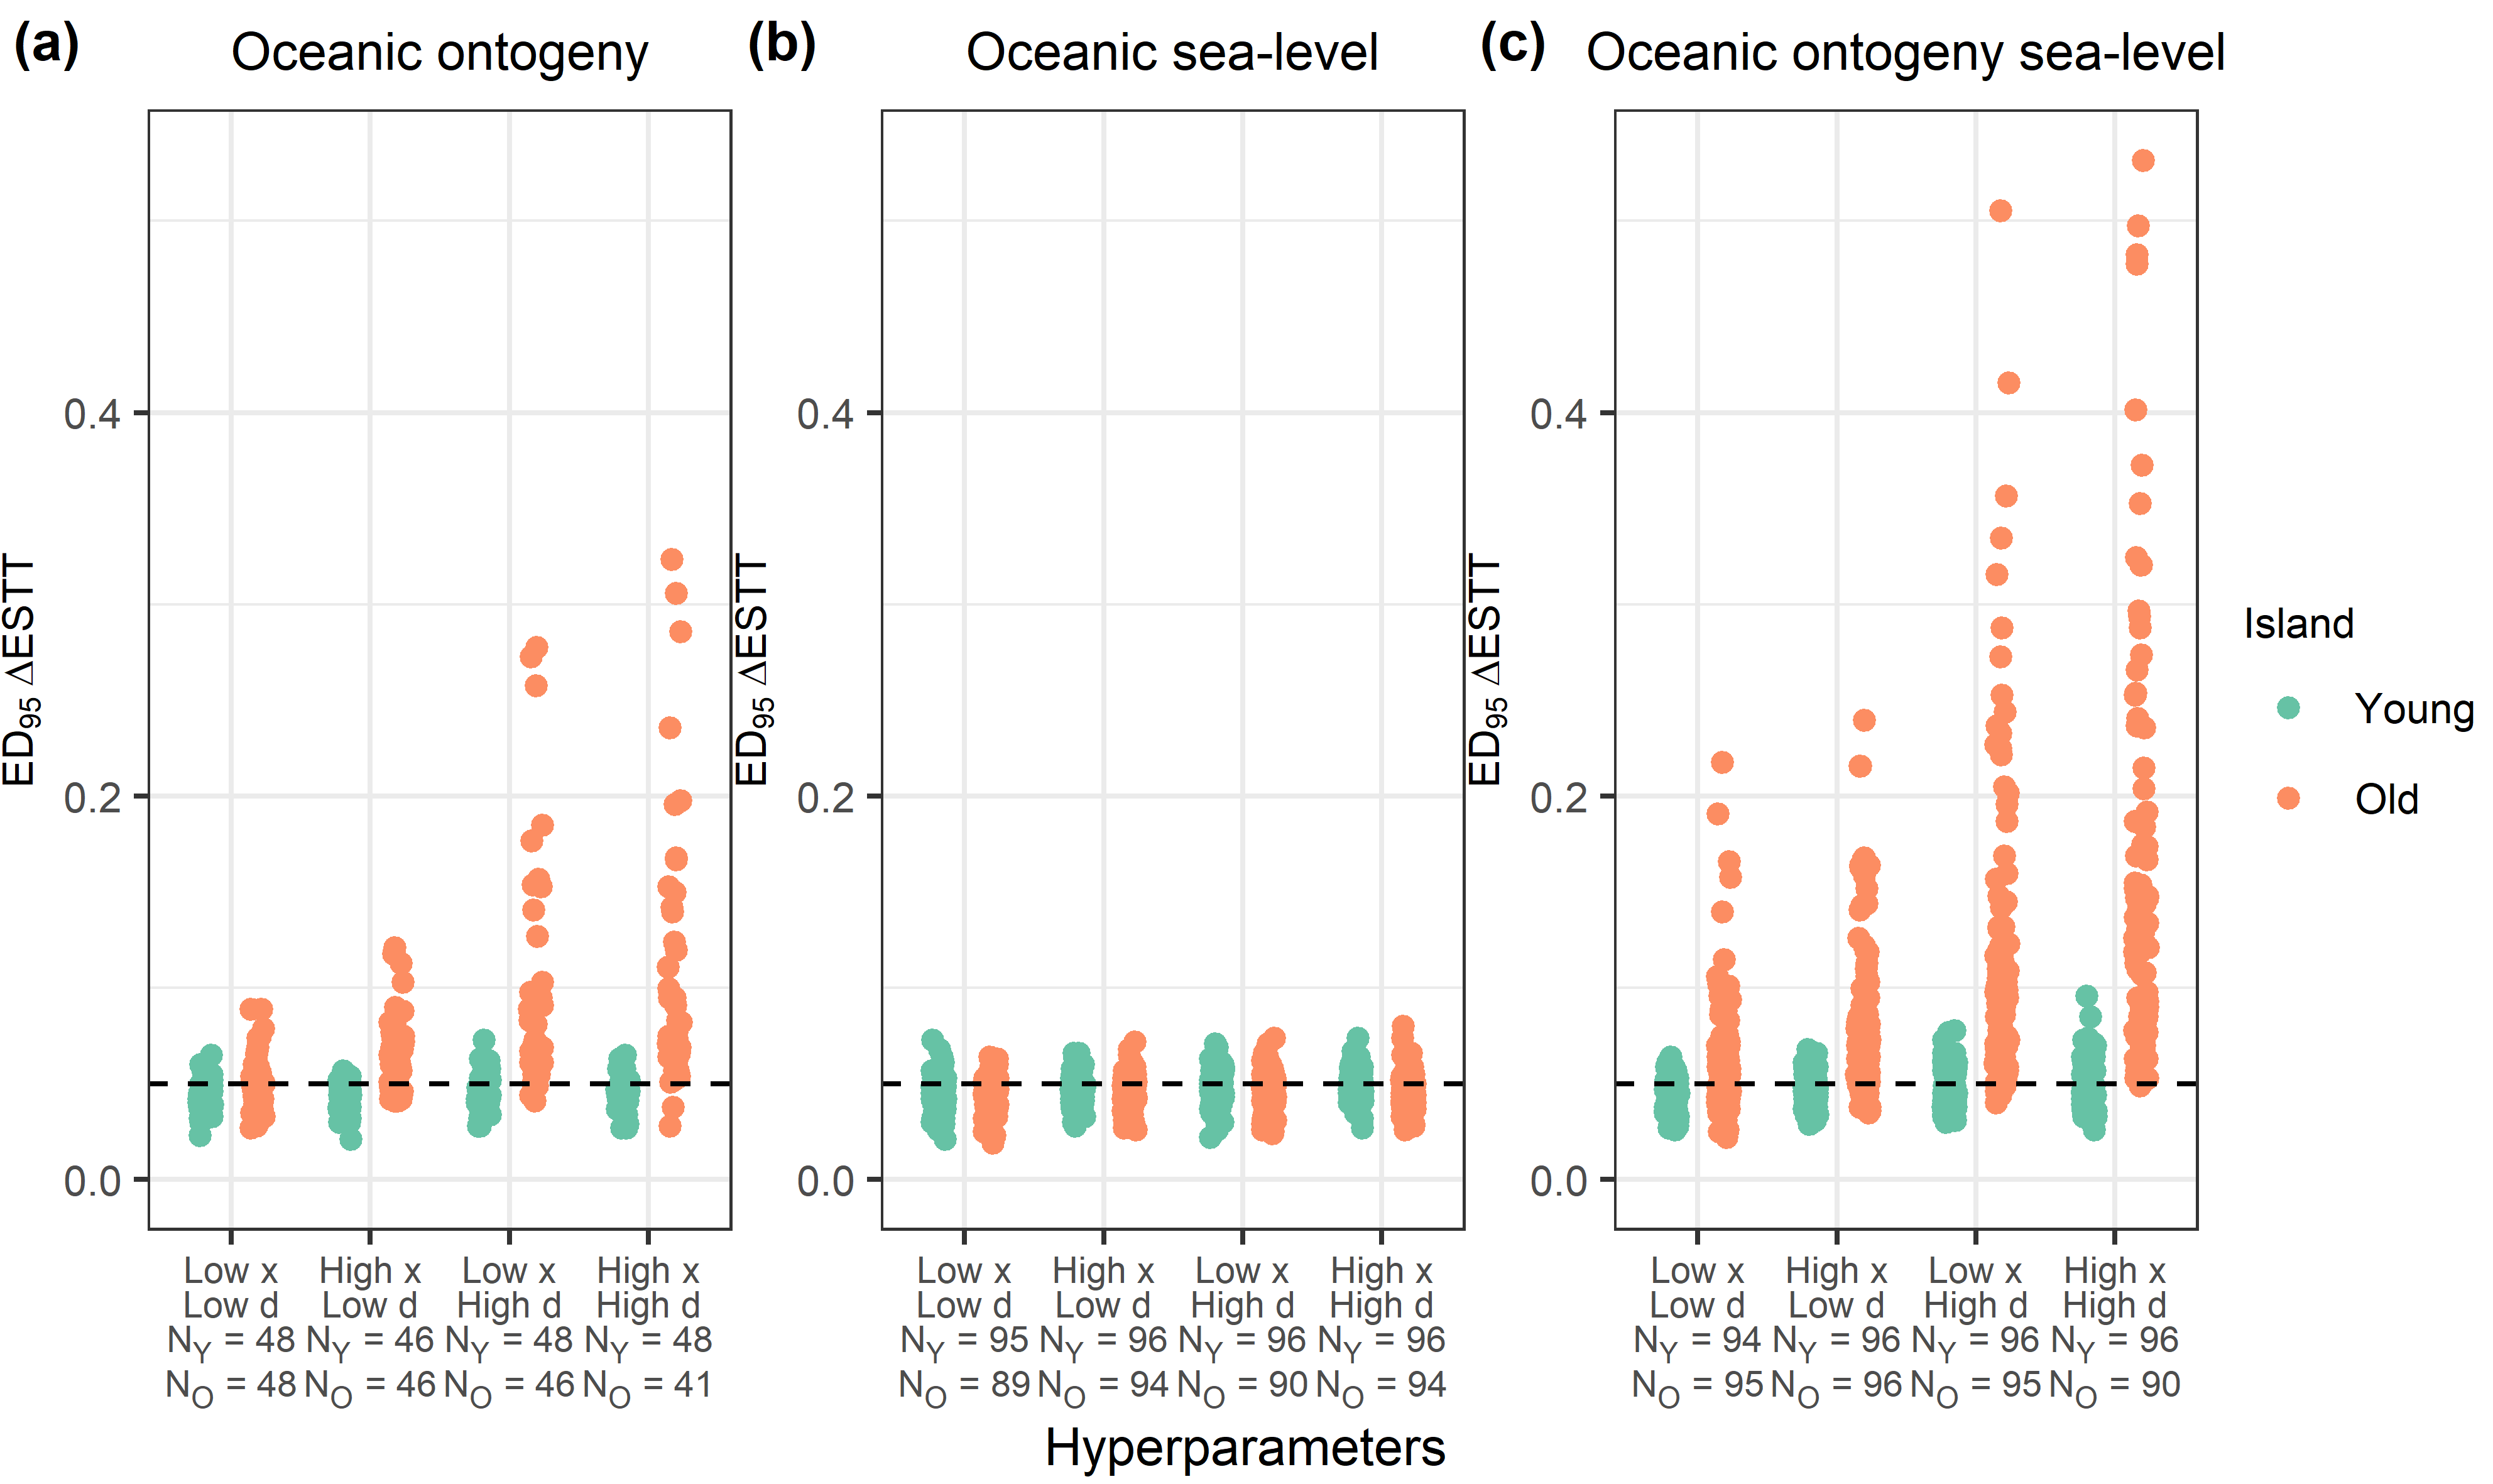 (a) Oceanic ontogeny
ED95 ΔESTT
0.4
0.2
0.0
Low x High x Low x High x
Low d Low d High d High d
NY = 48 NY = 46 NY = 48 NY = 48
NO = 48 NO = 46 NO = 46 NO = 41
(b) Oceanic sea-level
ED95 ΔESTT
0.4
0.2
0.0
Low x High x Low x High x
Low d Low d High d High d
NY = 95 NY = 96 NY = 96 NY = 96
NO = 89 NO = 94 NO = 90 NO = 94
(c) Oceanic ontogeny sea-level
ED95 ΔESTT
0.4
0.2
0.0
Low x High x Low x High x
Low d Low d High d High d
NY = 94 NY = 96 NY = 96 NY = 96
NO = 95 NO = 96 NO = 95 NO = 90
Hyperparameters
Island
Young
Old